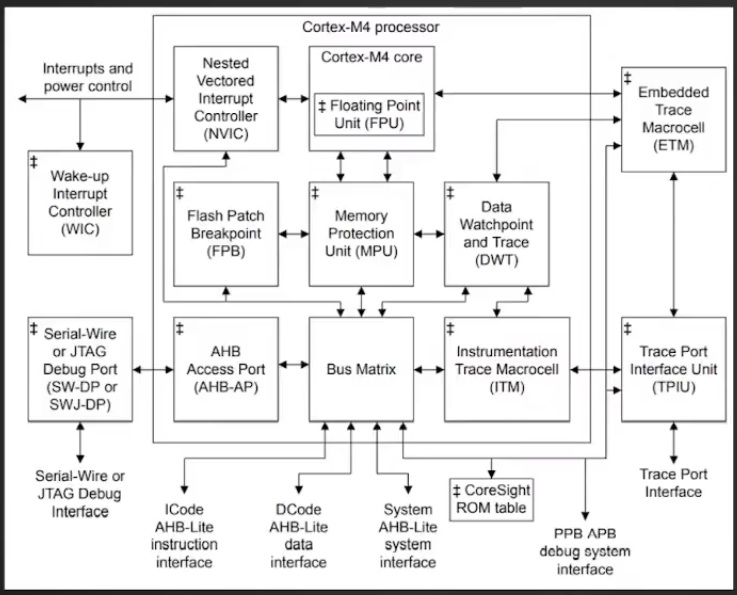 Cortex-M4 processor
Interrupts and
power control
Nested
Vectored
Interrupt
Controller
(NVIC)
Cortex-M4 core
‡ Floating Point
Unit (FPU)
‡
Embedded
Trace
Macrocell
(ETM)
‡
Wake-up
Interrupt
Controller
(WIC)
‡
Flash Patch
Breakpoint
(FPB)
‡
Memory
Protection
Unit (MPU)
‡
Data
Watchpoint
and Trace
(DWT)
‡
Serial-Wire
or JTAG
Debug Port
(SW-DP or
SWJ-DP)
‡
AHB
Access Port
(AHB-AP)
Bus Matrix
‡
Instrumentation
Trace Macrocell
(ITM)
‡
Trace Port
Interface Unit
(TPIU)
Serial-Wire or
JTAG Debug
Interface
ICode
AHB-Lite
instruction
interface
DCode
AHB-Lite
data
interface
System
AHB-Lite
system
interface
‡ CoreSight
ROM table
PPB APB
debug system
interface
Trace Port
Interface